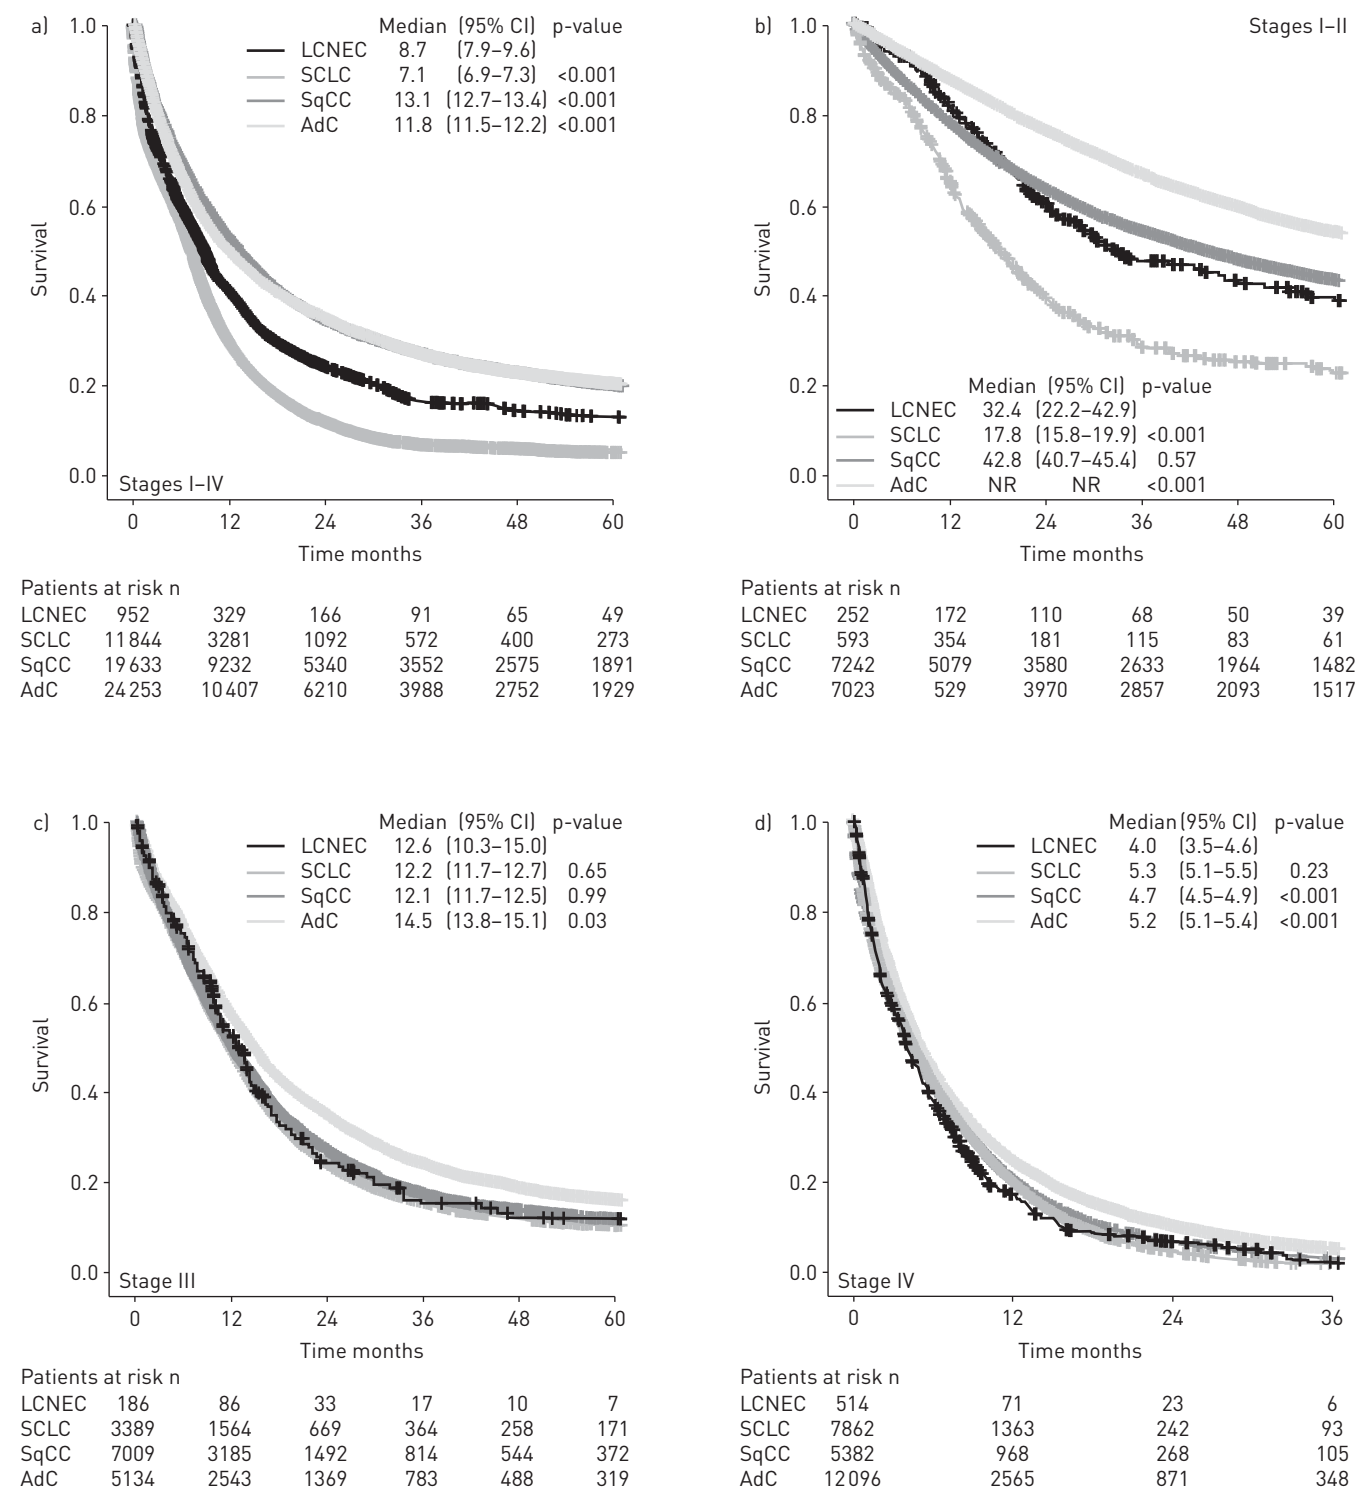 a)
Median (95% CI) p-value
LCNEC 8.7 (7.9–9.6)
SCLC 7.1 (6.9–7.3) <0.001
SqCC 13.1 (12.7–13.4) <0.001
AdC 11.8 (11.5–12.2) <0.001
1.0
0.8
0.6
0.4
0.2
0.0
Survival
Stages I–IV
0 12 24 36 48 60
Time months
Patients at risk n
LCNEC 952 329 166 91 65 49
SCLC 11844 3281 1092 572 400 273
SqCC 19633 9232 5340 3552 2575 1891
AdC 24253 10407 6210 3988 2752 1929
b)
Stages I–II
1.0
0.8
0.6
0.4
0.2
0.0
Survival
Median (95% CI) p-value
LCNEC 32.4 (22.2–42.9)
SCLC 17.8 (15.8–19.9) <0.001
SqCC 42.8 (40.7–45.4) 0.57
AdC NR NR <0.001
0 12 24 36 48 60
Time months
Patients at risk n
LCNEC 252 172 110 68 50 39
SCLC 593 354 181 115 83 61
SqCC 7242 5079 3580 2633 1964 1482
AdC 7023 529 3970 2857 2093 1517
c)
Median (95% CI) p-value
LCNEC 12.6 (10.3–15.0)
SCLC 12.2 (11.7–12.7) 0.65
SqCC 12.1 (11.7–12.5) 0.99
AdC 14.5 (13.8–15.1) 0.03
1.0
0.8
0.6
0.4
0.2
0.0
Survival
Stage III
0 12 24 36 48 60
Time months
Patients at risk n
LCNEC 186 86 33 17 10 7
SCLC 3389 1564 669 364 258 171
SqCC 7009 3185 1492 814 544 372
AdC 5134 2543 1369 783 488 319
d)
Median (95% CI) p-value
LCNEC 4.0 (3.5–4.6)
SCLC 5.3 (5.1–5.5) 0.23
SqCC 4.7 (4.5–4.9) <0.001
AdC 5.2 (5.1–5.4) <0.001
1.0
0.8
0.6
0.4
0.2
0.0
Survival
Stage IV
0 12 24 36
Time months
Patients at risk n
LCNEC 514 71 23 6
SCLC 7862 1363 242 93
SqCC 5382 968 268 105
AdC 12096 2565 871 348